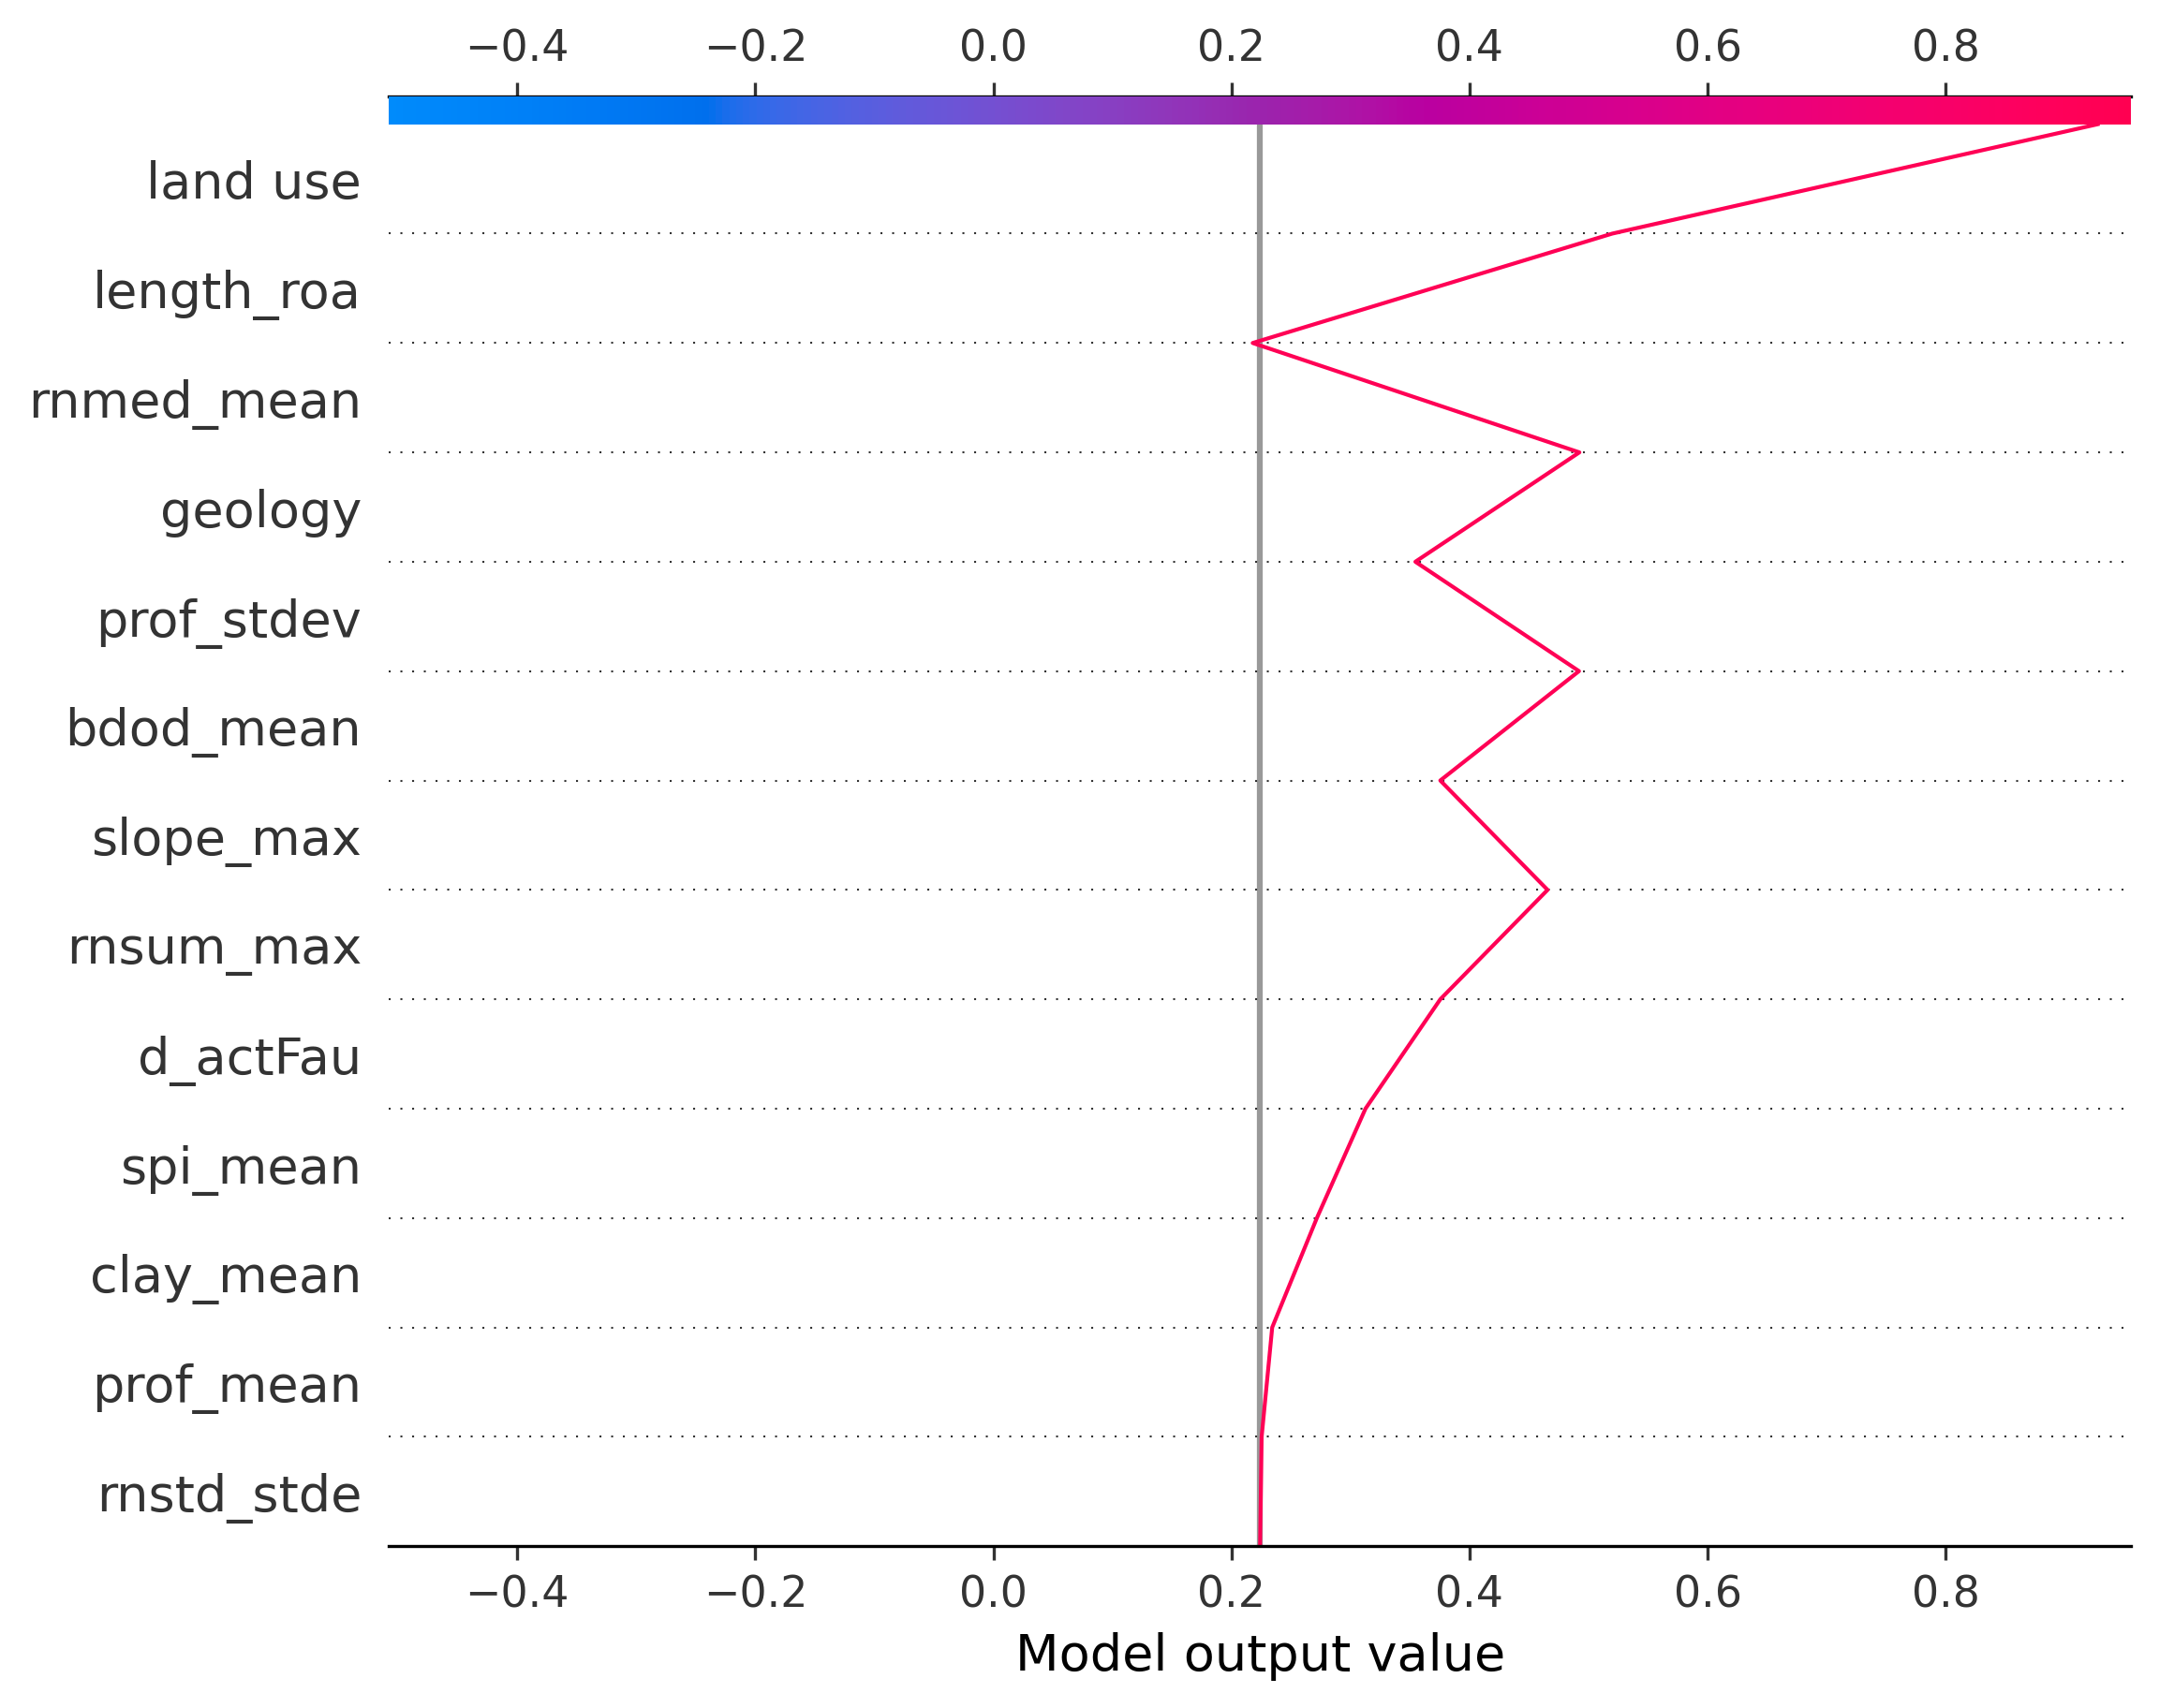 −0.4 −0.2 0.0 0.2 0.4 0.6 0.8
land use
length_roa
rnmed_mean
geology
prof_stdev
bdod_mean
slope_max
rnsum_max
d_actFau
spi_mean
clay_mean
prof_mean
rnstd_stde
−0.4 −0.2 0.0 0.2 0.4 0.6 0.8
Model output value